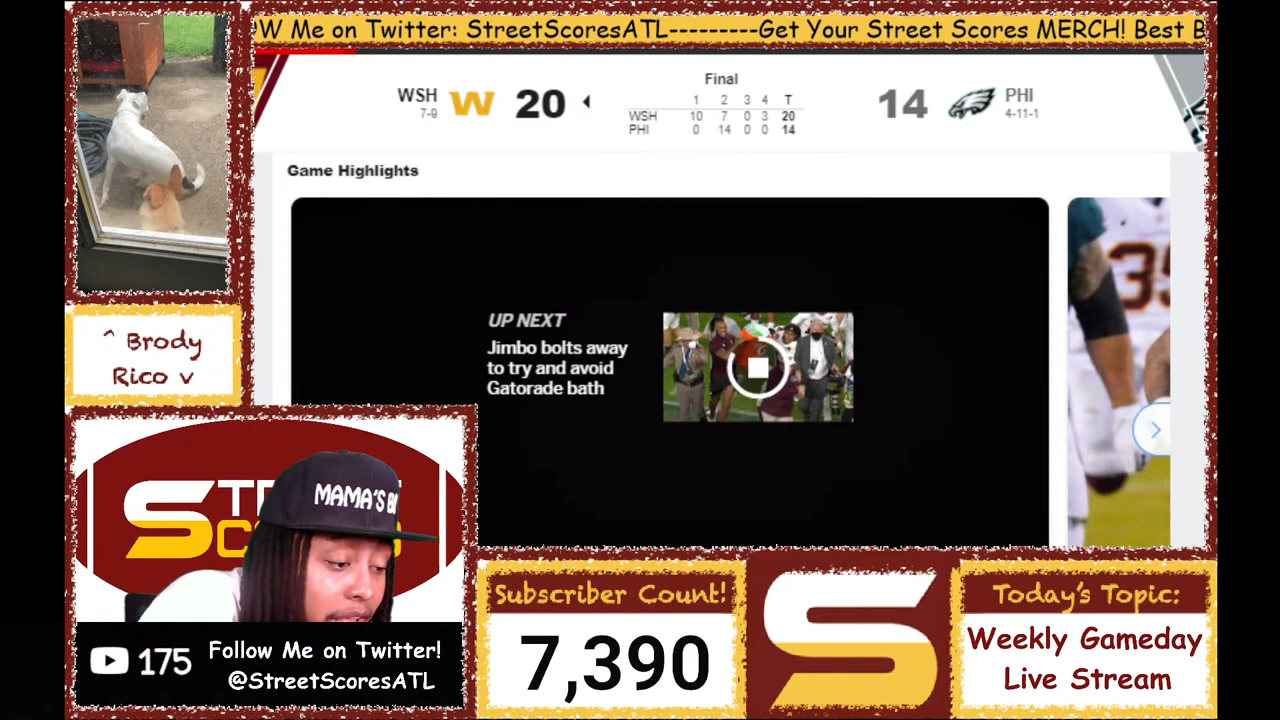 W Me on Twitter: StreetScoresATL---------Get Your Street Scores MERCH! Best B
Final
WSH
7-9
W
20
1 2 3 4 T
WSH 10 7 0 3 20
PHI 0 14 0 0 14
14
PHI
4-11-1
Game Highlights
UP NEXT
Jimbo bolts away
to try and avoid
Gatorade bath
^ Brody
Rico v
MAMA'S
175
Follow Me on Twitter!
@StreetScoresATL
Subscriber Count!
7,390
S
Today's Topic:
Weekly Gameday
Live Stream